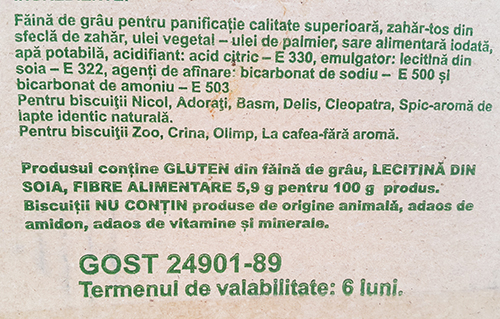 Făină de grâu pentru panificație calitate superioară, zahăr-tos din
sfeclă de zahăr, ulei vegetal – ulei de palmier, sare alimentară iodată,
apă potabilă, acidifiant: acid citric – E 330, emulgator: lecitină din
soia – E 322, agenți de afinare: bicarbonat de sodiu – E 500 și
bicarbonat de amoniu – E 503.
Pentru biscuiții Nicol, Adorați, Basm, Delis, Cleopatra, Spic-aromă de
lapte identic naturală.
Pentru biscuiții Zoo, Crina, Olimp, La cafea-fără aromă.
Produsul conține GLUTEN din făină de grâu, LECITINĂ DIN
SOIA, FIBRE ALIMENTARE 5,9 g pentru 100 g produs.
Biscuiții NU CONȚIN produse de origine animală, adaos de
amidon, adaos de vitamine și minerale.
GOST 24901-89
Termenul de valabilitate: 6 luni.